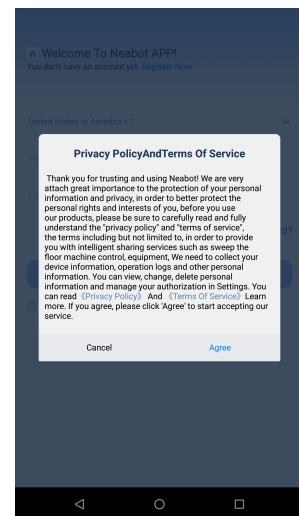 Welcome To Neabot APP!
You don't have an account yet. Register Now
United States of America +1
Privacy PolicyAndTerms Of Service
Thank you for trusting and using Neabot! We are very
attach great importance to the protection of your personal
information and privacy, in order to better protect the
personal rights and interests of you, before you use
our products, please be sure to carefully read and fully
understand the "privacy policy" and "terms of service",
the terms including but not limited to, in order to provide
you with intelligent sharing services such as sweep the
floor machine control, equipment, We need to collect your
device information, operation logs and other personal
information. You can view, change, delete personal
information and manage your authorization in Settings. You
can read 《Privacy Policy》 And 《Terms Of Service》 Learn
more. If you agree, please click 'Agree' to start accepting our
service.
Cancel
Agree